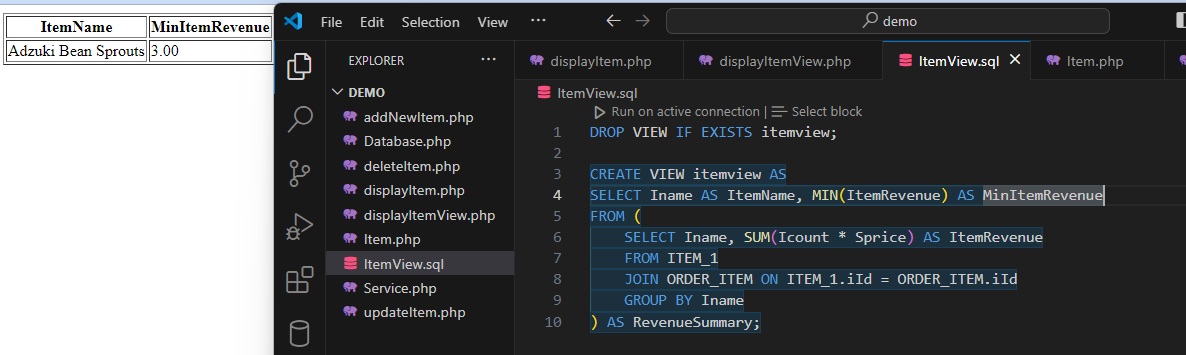 ItemName MinItemRevenue
Adzuki Bean Sprouts 3.00
File Edit Selection View ··· demo
EXPLORER ···
DEMO
addNewItem.php
Database.php
deleteItem.php
displayItem.php
displayItemView.php
Item.php
ItemView.sql
Service.php
updateItem.php
displayItem.php displayItemView.php ItemView.sql Item.php
ItemView.sql
Run on active connection | Select block
1 DROP VIEW IF EXISTS itemview;
2
3 CREATE VIEW itemview AS
4 SELECT Iname AS ItemName, MIN(ItemRevenue) AS MinItemRevenue
5 FROM (
6 SELECT Iname, SUM(Icount * Sprice) AS ItemRevenue
7 FROM ITEM_1
8 JOIN ORDER_ITEM ON ITEM_1.iId = ORDER_ITEM.iId
9 GROUP BY Iname
10 ) AS RevenueSummary;